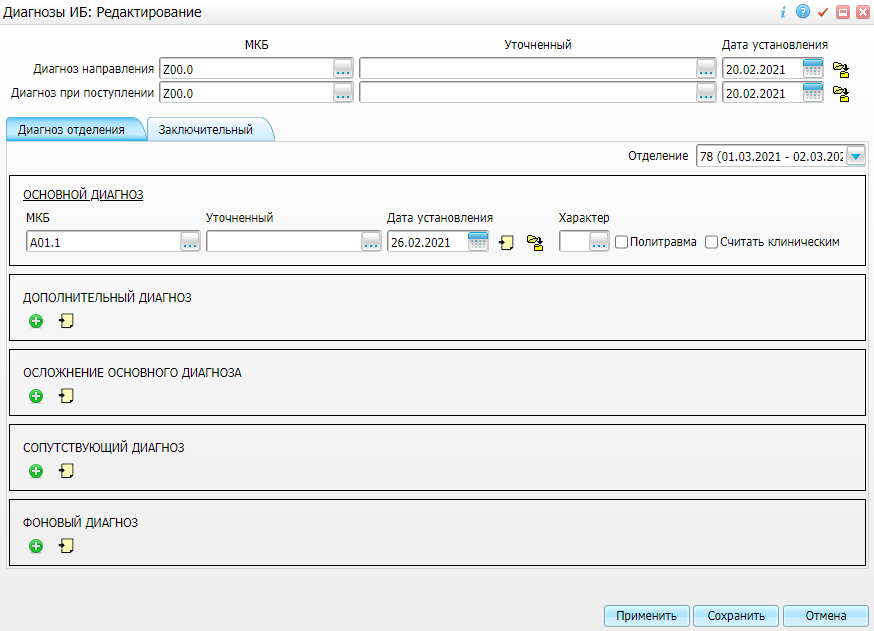 Диагнозы ИБ: Редактирование
МКБ Уточненный Дата установления
Диагноз направления Z00.0 ... ... 20.02.2021
Диагноз при поступлении Z00.0 ... ... 20.02.2021
Диагноз отделения Заключительный
Отделение 78 (01.03.2021 - 02.03.202
ОСНОВНОЙ ДИАГНОЗ
МКБ Уточненный Дата установления Характер
A01.1 ... ... 26.02.2021 ... Политравма Считать клиническим
ДОПОЛНИТЕЛЬНЫЙ ДИАГНОЗ
ОСЛОЖНЕНИЕ ОСНОВНОГО ДИАГНОЗА
СОПУТСТВУЮЩИЙ ДИАГНОЗ
ФОНОВЫЙ ДИАГНОЗ
Применить Сохранить Отмена